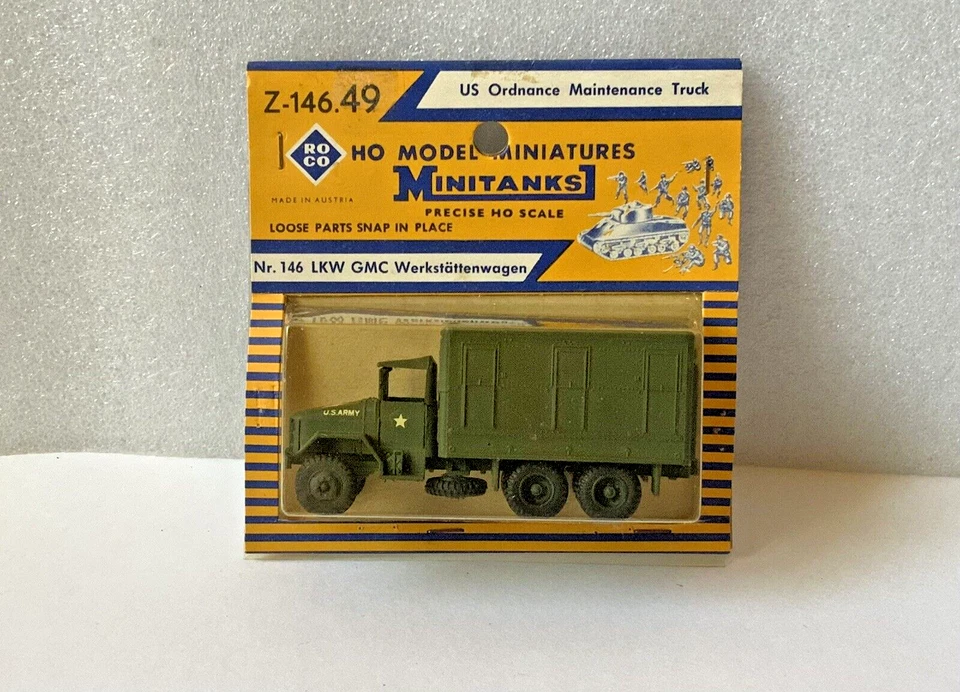 Z-146.49
US Ordnance Maintenance Truck
RO
CO
HO MODEL MINIATURES
MINITANKS
MADE IN AUSTRIA
PRECISE HO SCALE
LOOSE PARTS SNAP IN PLACE
Nr. 146 LKW GMC Werkstättenwagen
U.S.ARMY